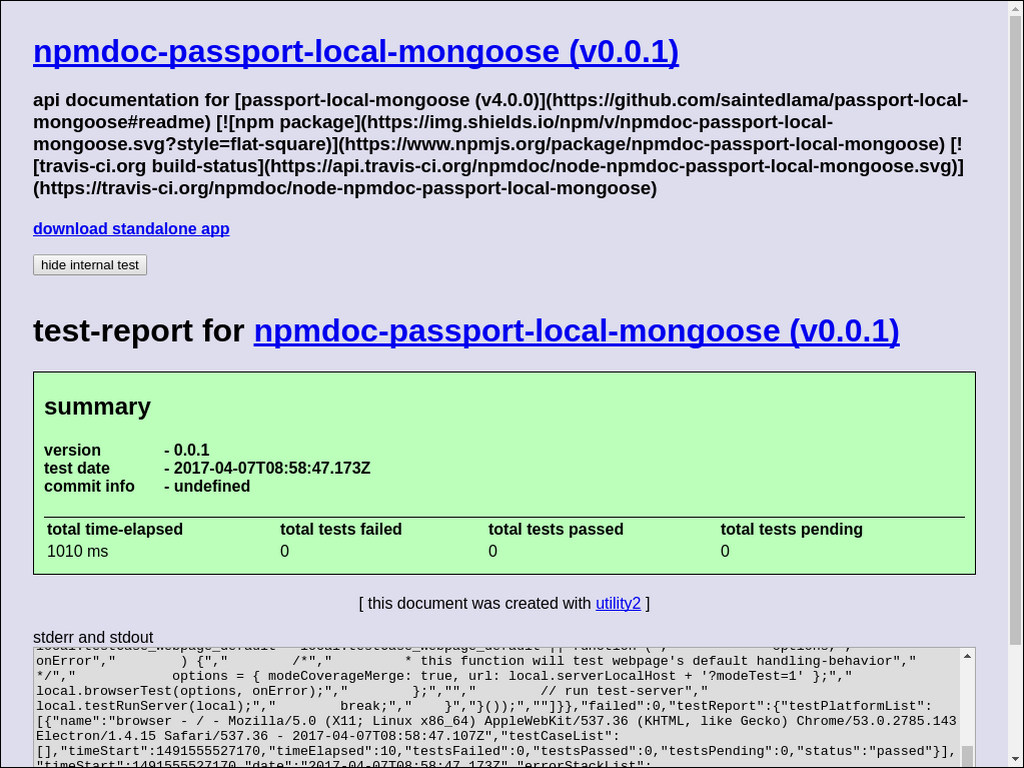 npmdoc-passport-local-mongoose (v0.0.1)
api documentation for [passport-local-mongoose (v4.0.0)](https://github.com/saintedlama/passport-local-
mongoose#readme) [![npm package](https://img.shields.io/npm/v/npmdoc-passport-local-
mongoose.svg?style=flat-square)](https://www.npmjs.org/package/npmdoc-passport-local-mongoose) [!
[travis-ci.org build-status](https://api.travis-ci.org/npmdoc/node-npmdoc-passport-local-mongoose.svg)]
(https://travis-ci.org/npmdoc/node-npmdoc-passport-local-mongoose)
download standalone app
hide internal test
test-report for npmdoc-passport-local-mongoose (v0.0.1)
summary
version - 0.0.1
test date - 2017-04-07T08:58:47.173Z
commit info - undefined
total time-elapsed total tests failed total tests passed total tests pending
1010 ms 0 0 0
[ this document was created with utility2 ]
stderr and stdout
onError","        ) {","        /*","         * this function will test webpage's default handling-behavior","
*/","            options = { modeCoverageMerge: true, url: local.serverLocalHost + '?modeTest=1' };","
local.browserTest(options, onError);","        };","","        // run test-server","
local.testRunServer(local);","        break;","    }","}());",""]}},"failed":0,"testReport":{"testPlatformList":
[{"name":"browser - / - Mozilla/5.0 (X11; Linux x86_64) AppleWebKit/537.36 (KHTML, like Gecko) Chrome/53.0.2785.143
Electron/1.4.15 Safari/537.36 - 2017-04-07T08:58:47.107Z","testCaseList":
[],"timeStart":1491555527170,"timeElapsed":10,"testsFailed":0,"testsPassed":0,"testsPending":0,"status":"passed"}],
"timeStart":1491555527170,"date":"2017-04-07T08:58:47.173Z","errorStackList":